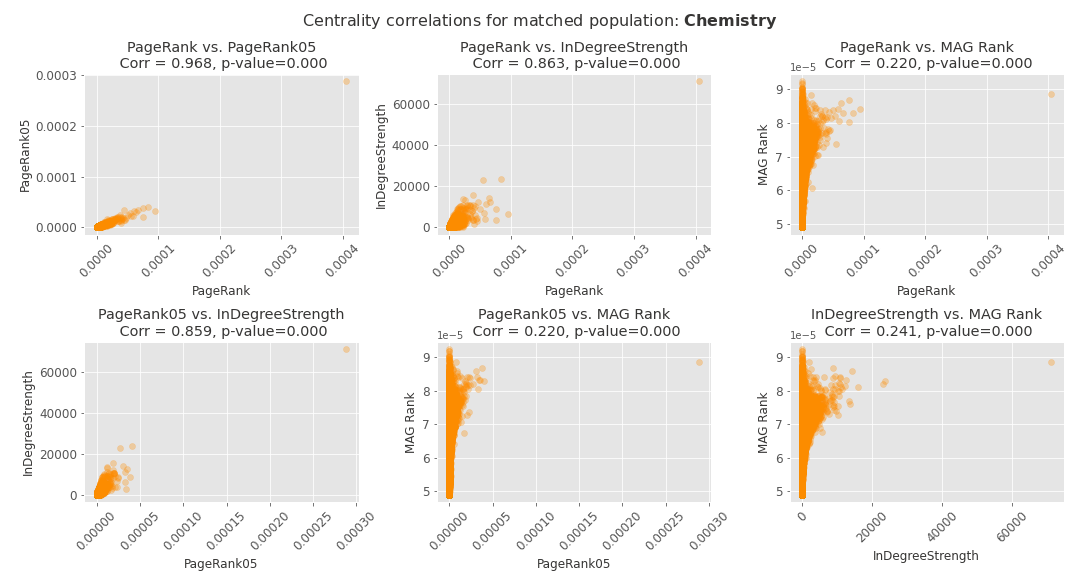 Centrality correlations for matched population: Chemistry
PageRank vs. PageRank05
Corr = 0.968, p-value=0.000
0.0003
0.0002
0.0001
0.0000
PageRank05
0.0000
0.0001
0.0002
0.0003
0.0004
PageRank
PageRank vs. InDegreeStrength
Corr = 0.863, p-value=0.000
60000
40000
20000
0
InDegreeStrength
0.0000
0.0001
0.0002
0.0003
0.0004
PageRank
PageRank vs. MAG Rank
Corr = 0.220, p-value=0.000
1e−5
9
8
7
6
5
MAG Rank
0.0000
0.0001
0.0002
0.0003
0.0004
PageRank
PageRank05 vs. InDegreeStrength
Corr = 0.859, p-value=0.000
60000
40000
20000
0
InDegreeStrength
0.00000
0.00005
0.00010
0.00015
0.00020
0.00025
0.00030
PageRank05
PageRank05 vs. MAG Rank
Corr = 0.220, p-value=0.000
1e−5
9
8
7
6
5
MAG Rank
0.00000
0.00005
0.00010
0.00015
0.00020
0.00025
0.00030
PageRank05
InDegreeStrength vs. MAG Rank
Corr = 0.241, p-value=0.000
1e−5
9
8
7
6
5
MAG Rank
0
20000
40000
60000
InDegreeStrength